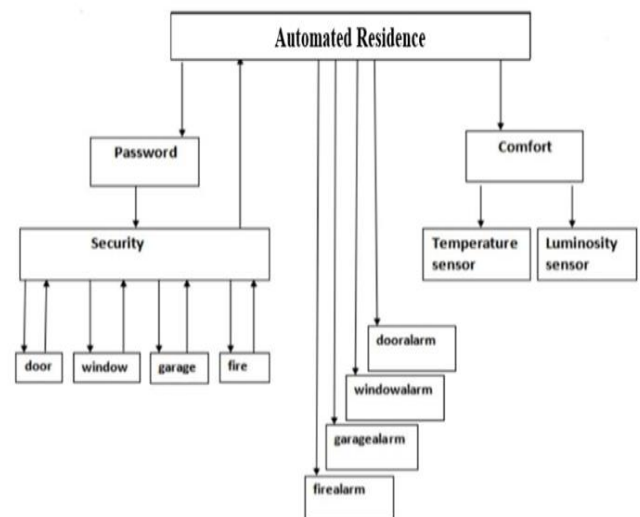 Automated Residence
Password
Comfort
Security
Temperature
sensor
Luminosity
sensor
door
window
garage
fire
dooralarm
windowalarm
garagealarm
firealarm